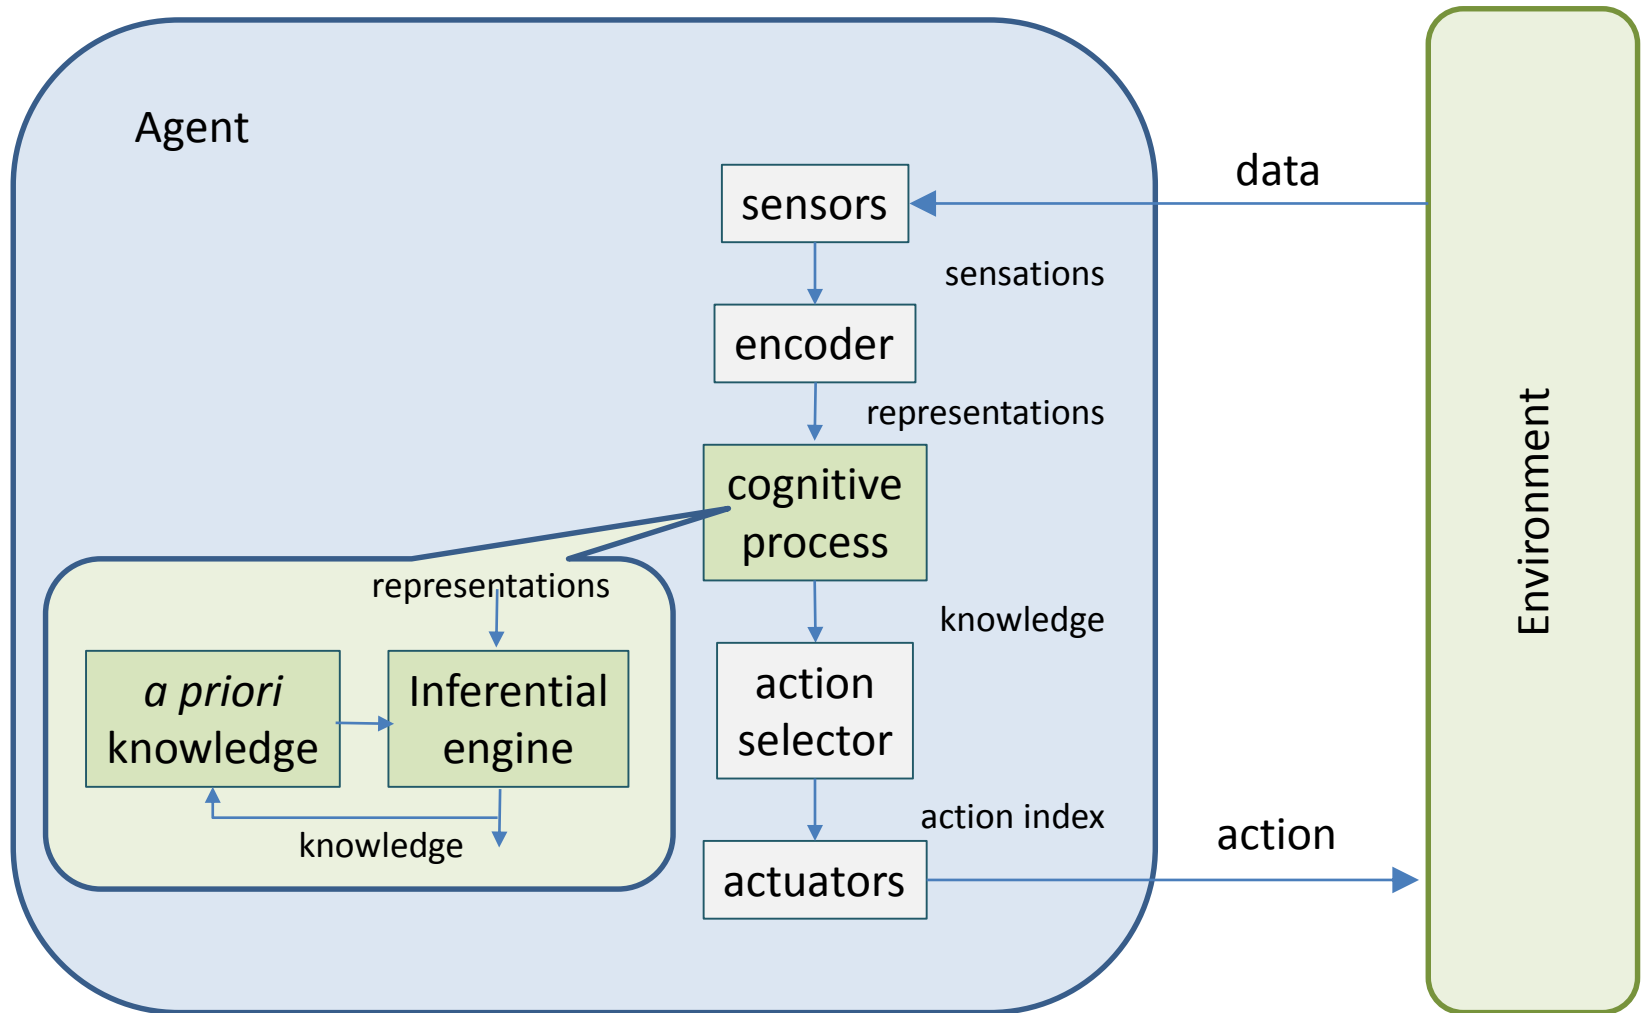 Agent
data
sensors
sensations
encoder
representations
cognitive
process
representations
knowledge
a priori
knowledge
Inferential
engine
action
selector
knowledge
action index
action
actuators
Environment